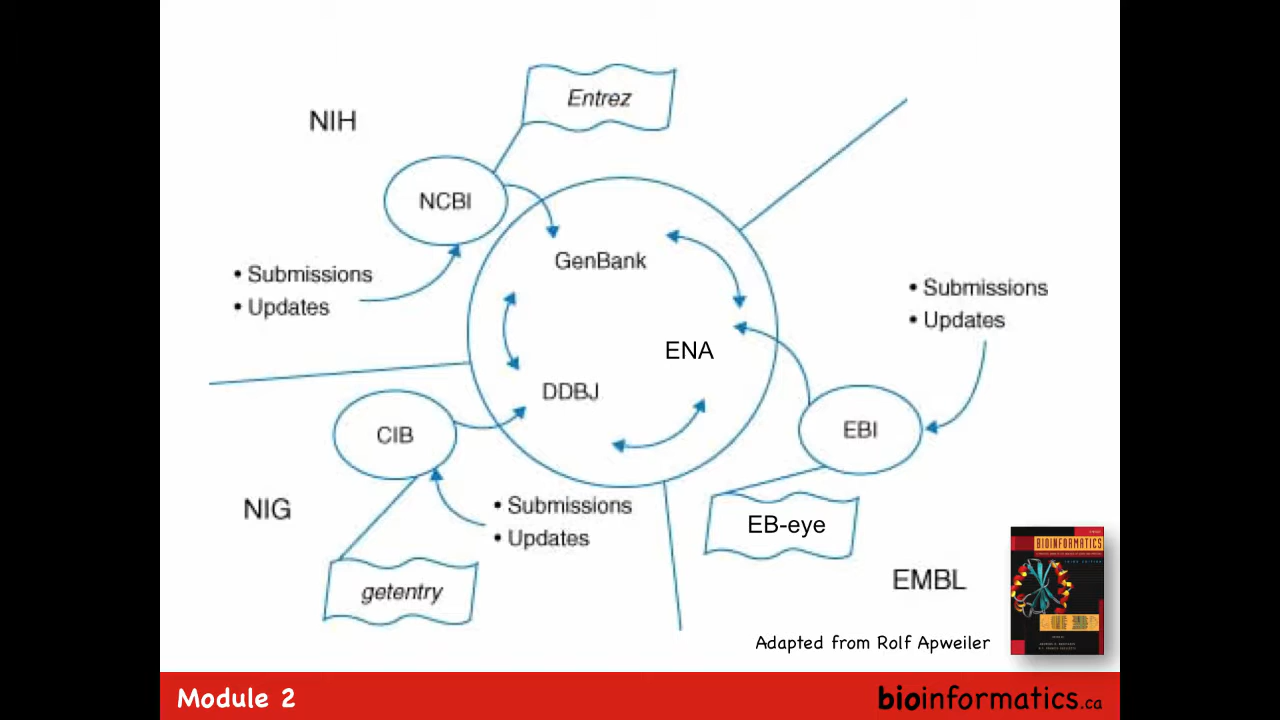 Entrez
NIH
NCBI
GenBank
• Submissions
• Updates
• Submissions
• Updates
ENA
DDBJ
CIB
EBI
NIG
• Submissions
• Updates
EB-eye
getentry
EMBL
BIOINFORMATICS
Adapted from Rolf Apweiler
Module 2
bioinformatics.ca